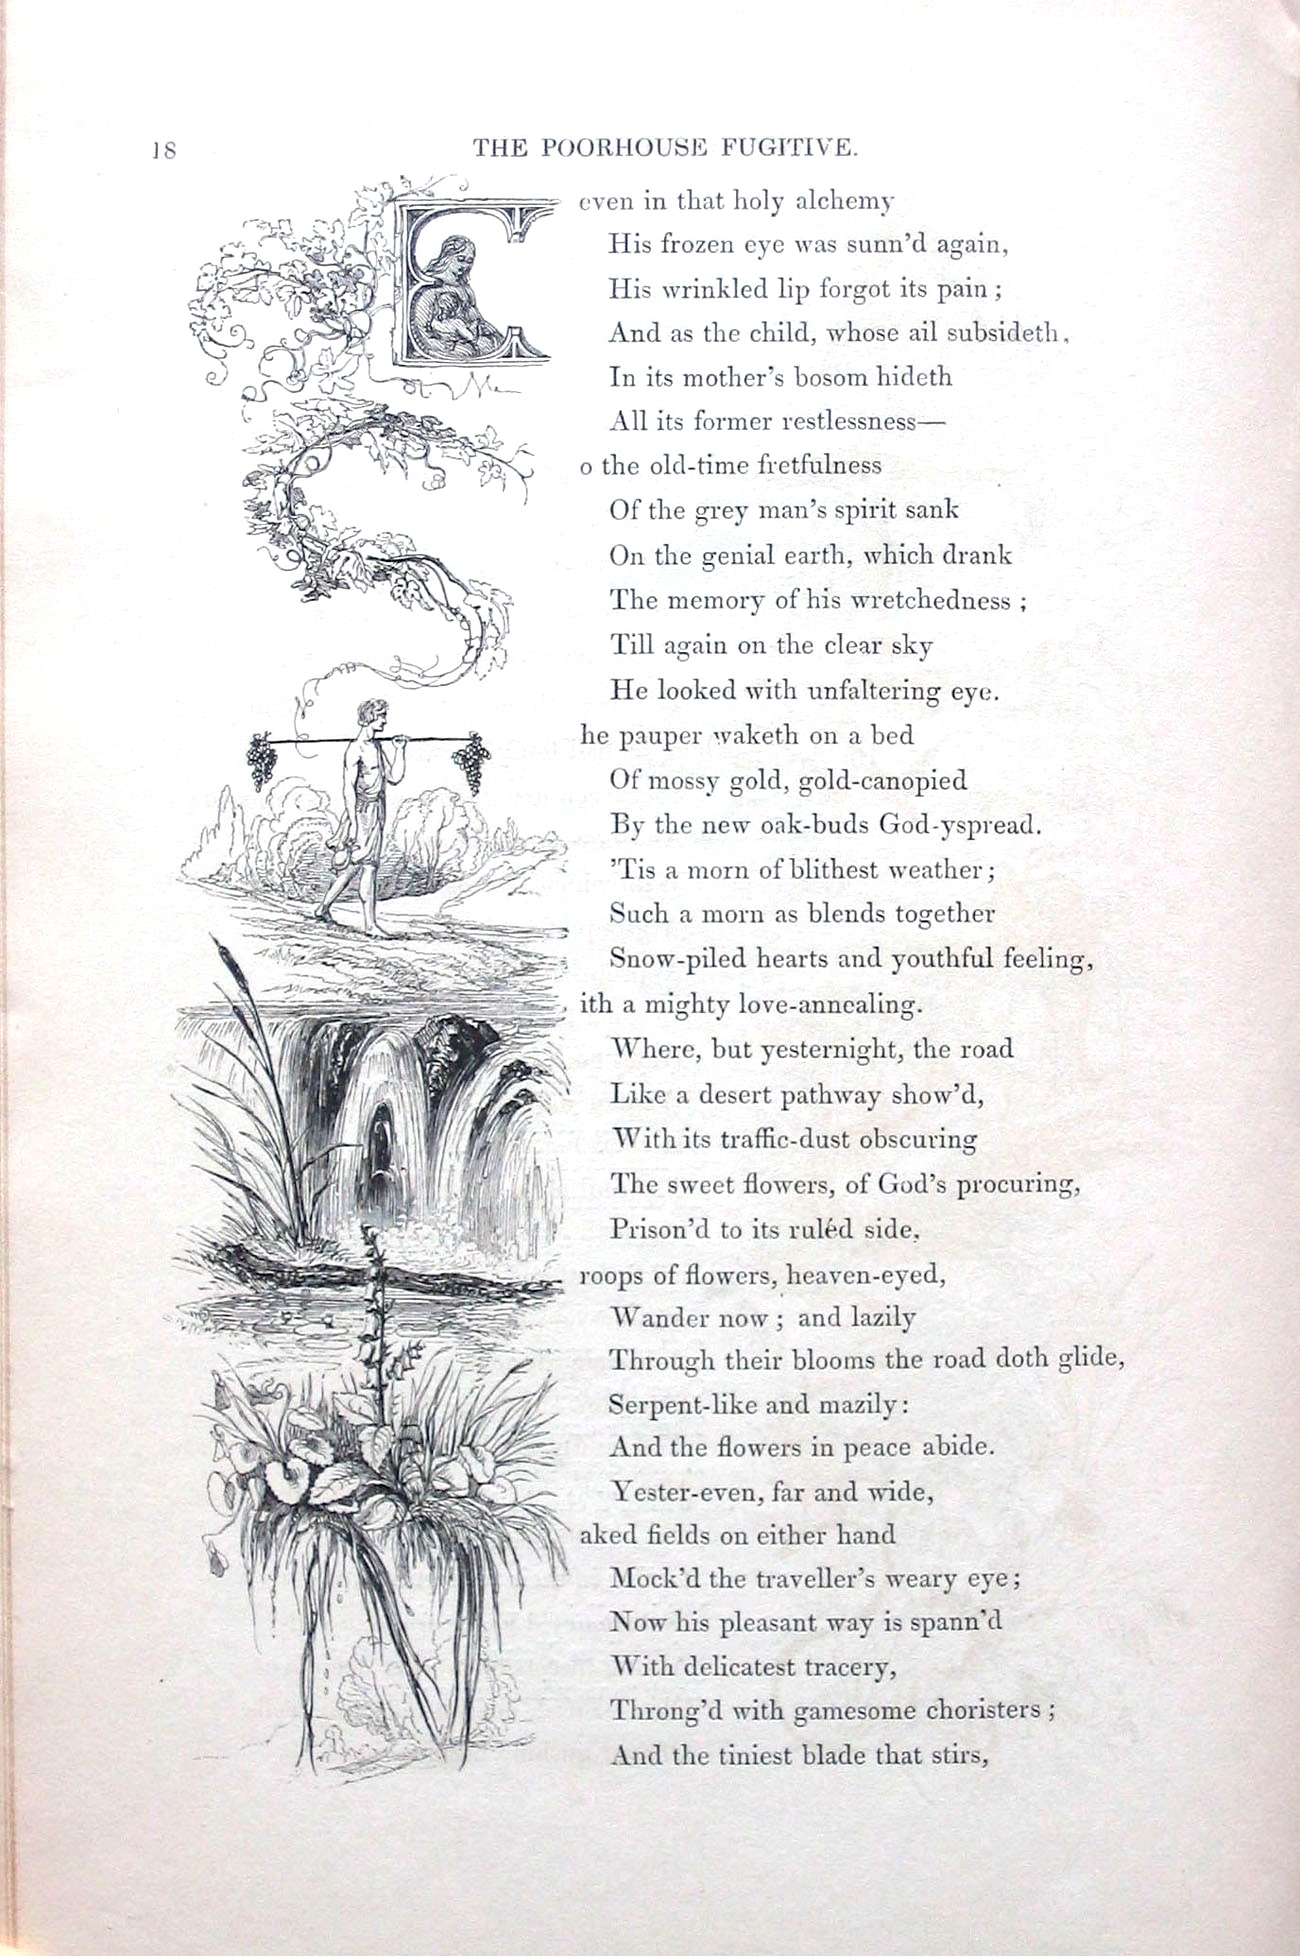 18
THE POORHOUSE FUGITIVE.
E even in that holy alchemy
His frozen eye was sunn'd again,
His wrinkled lip forgot its pain;
And as the child, whose ail subsideth,
In its mother's bosom hideth
All its former restlessness—
So the old-time fretfulness
Of the grey man's spirit sank
On the genial earth, which drank
The memory of his wretchedness;
Till again on the clear sky
He looked with unfaltering eye.
The pauper waketh on a bed
Of mossy gold, gold-canopied
By the new oak-buds God-yspread.
'Tis a morn of blithest weather;
Such a morn as blends together
Snow-piled hearts and youthful feeling,
With a mighty love-annealing.
Where, but yesternight, the road
Like a desert pathway show'd,
With its traffic-dust obscuring
The sweet flowers, of God's procuring,
Prison'd to its ruléd side,
Troops of flowers, heaven-eyed,
Wander now; and lazily
Through their blooms the road doth glide,
Serpent-like and mazily:
And the flowers in peace abide.
Yester-even, far and wide,
Naked fields on either hand
Mock'd the traveller's weary eye;
Now his pleasant way is spann'd
With delicatest tracery,
Throng'd with gamesome choristers;
And the tiniest blade that stirs,